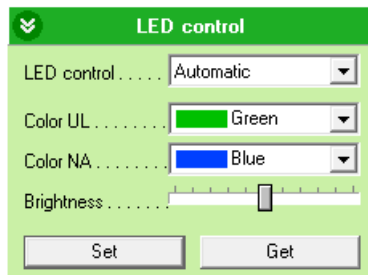 LED control
LED control . . . . . Automatic
Color UL . . . . . . . . Green
Color NA . . . . . . . . Blue
Brightness . . . . . . .
Set Get